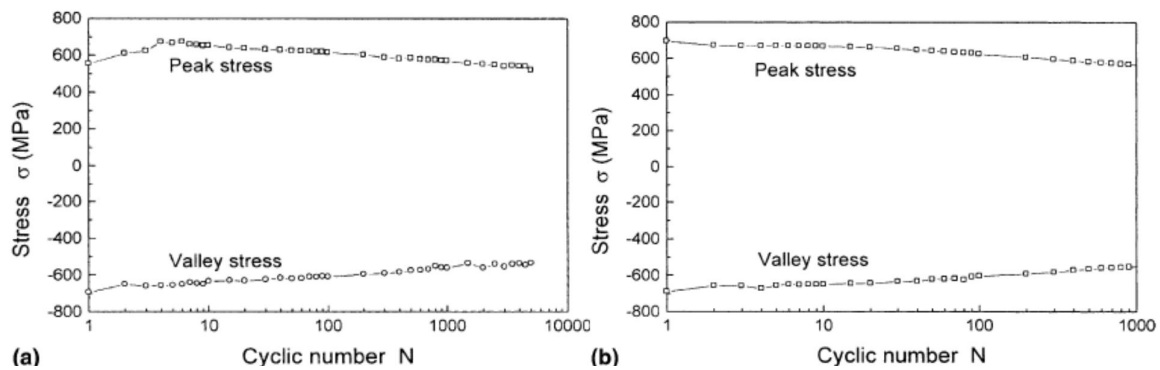 800
600
400
200
0
-200
-400
-600
-800
Stress σ (MPa)
Peak stress
Valley stress
1 10 100 1000 10000
(a) Cyclic number N
800
600
400
200
0
-200
-400
-600
-800
Stress σ (MPa)
Peak stress
Valley stress
1 10 100 1000
(b) Cyclic number N